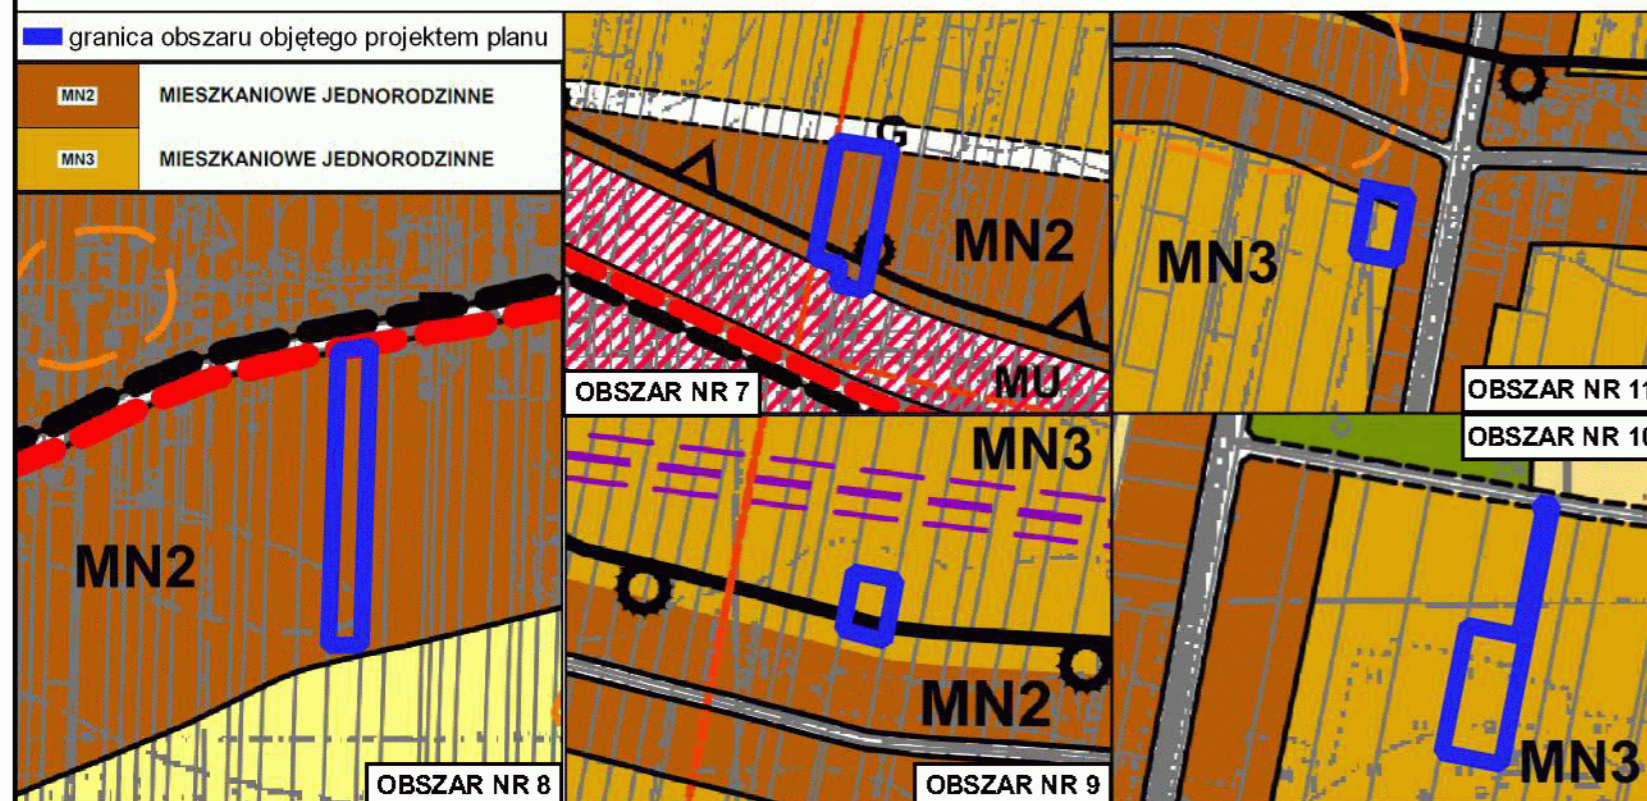 granica obszaru objętego projektem planu
MN2 MIESZKANIOWE JEDNORODZINNE
MN3 MIESZKANIOWE JEDNORODZINNE
MN2
OBSZAR NR 8
G
MN2
MU
OBSZAR NR 7
MN3
MN2
OBSZAR NR 9
MN3
OBSZAR NR 11
OBSZAR NR 10
MN3